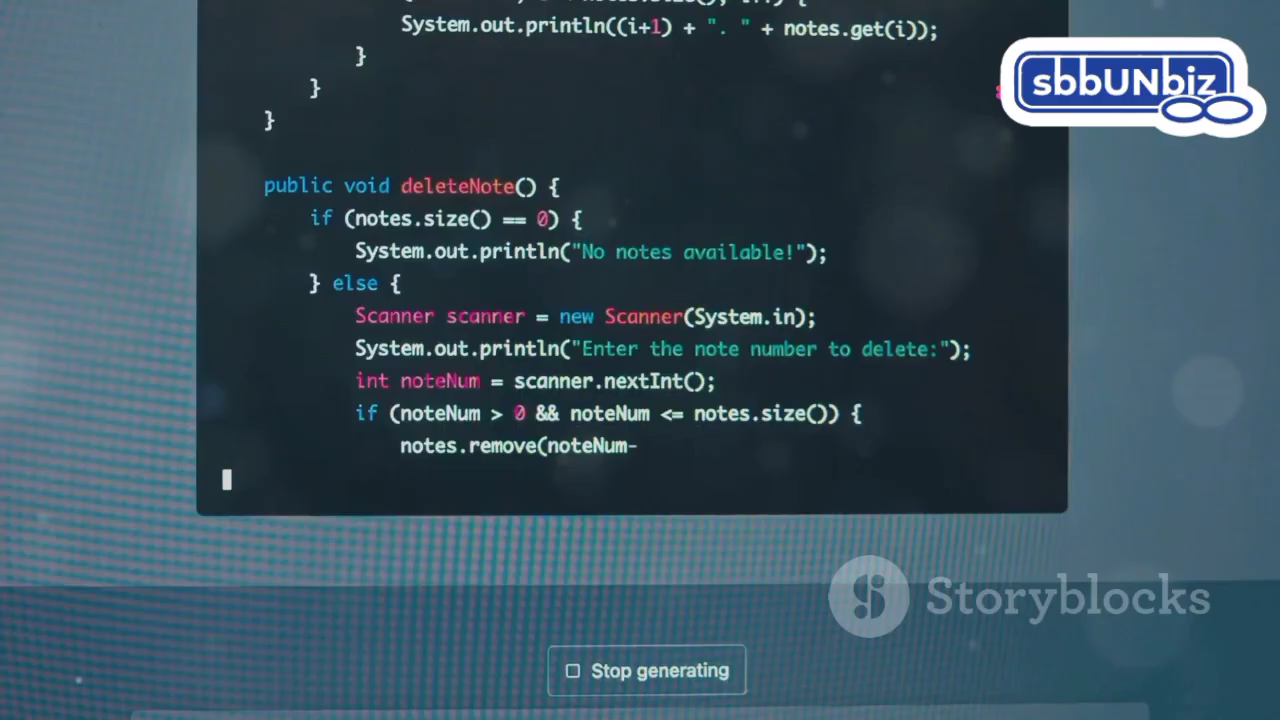 System.out.println((i+1) + ". " + notes.get(i));
}
}
}
public void deleteNote() {
if (notes.size() == 0) {
System.out.println("No notes available!");
} else {
Scanner scanner = new Scanner(System.in);
System.out.println("Enter the note number to delete:");
int noteNum = scanner.nextInt();
if (noteNum > 0 && noteNum <= notes.size()) {
notes.remove(noteNum-
Stop generating
sbbUNbiz
Storyblocks